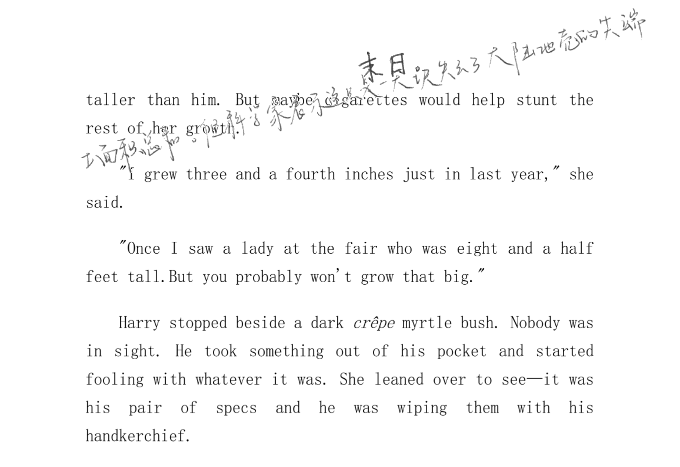 末日
taller than him. But maybe cigarettes would help stunt the
rest of her growth.
"I grew three and a fourth inches just in last year," she
said.
"Once I saw a lady at the fair who was eight and a half
feet tall.But you probably won't grow that big."
Harry stopped beside a dark crêpe myrtle bush. Nobody was
in sight. He took something out of his pocket and started
fooling with whatever it was. She leaned over to see—it was
his pair of specs and he was wiping them with his
handkerchief.